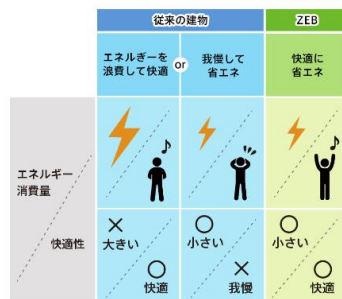 従来の建物
ZEB
エネルギーを
浪費して快適
or
我慢して
省エネ
快適に
省エネ
エネルギー
消費量
快適性
大きい
快適
小さい
我慢
小さい
快適